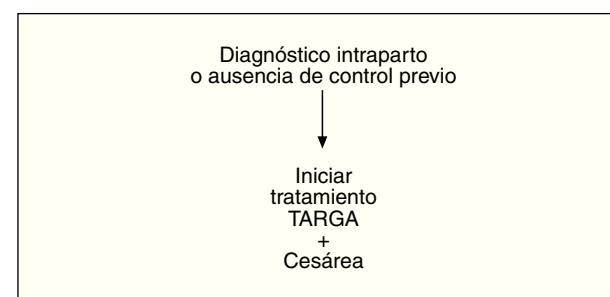 Diagnóstico intraparto
o ausencia de control previo
Iniciar
tratamiento
TARGA
+
Cesárea